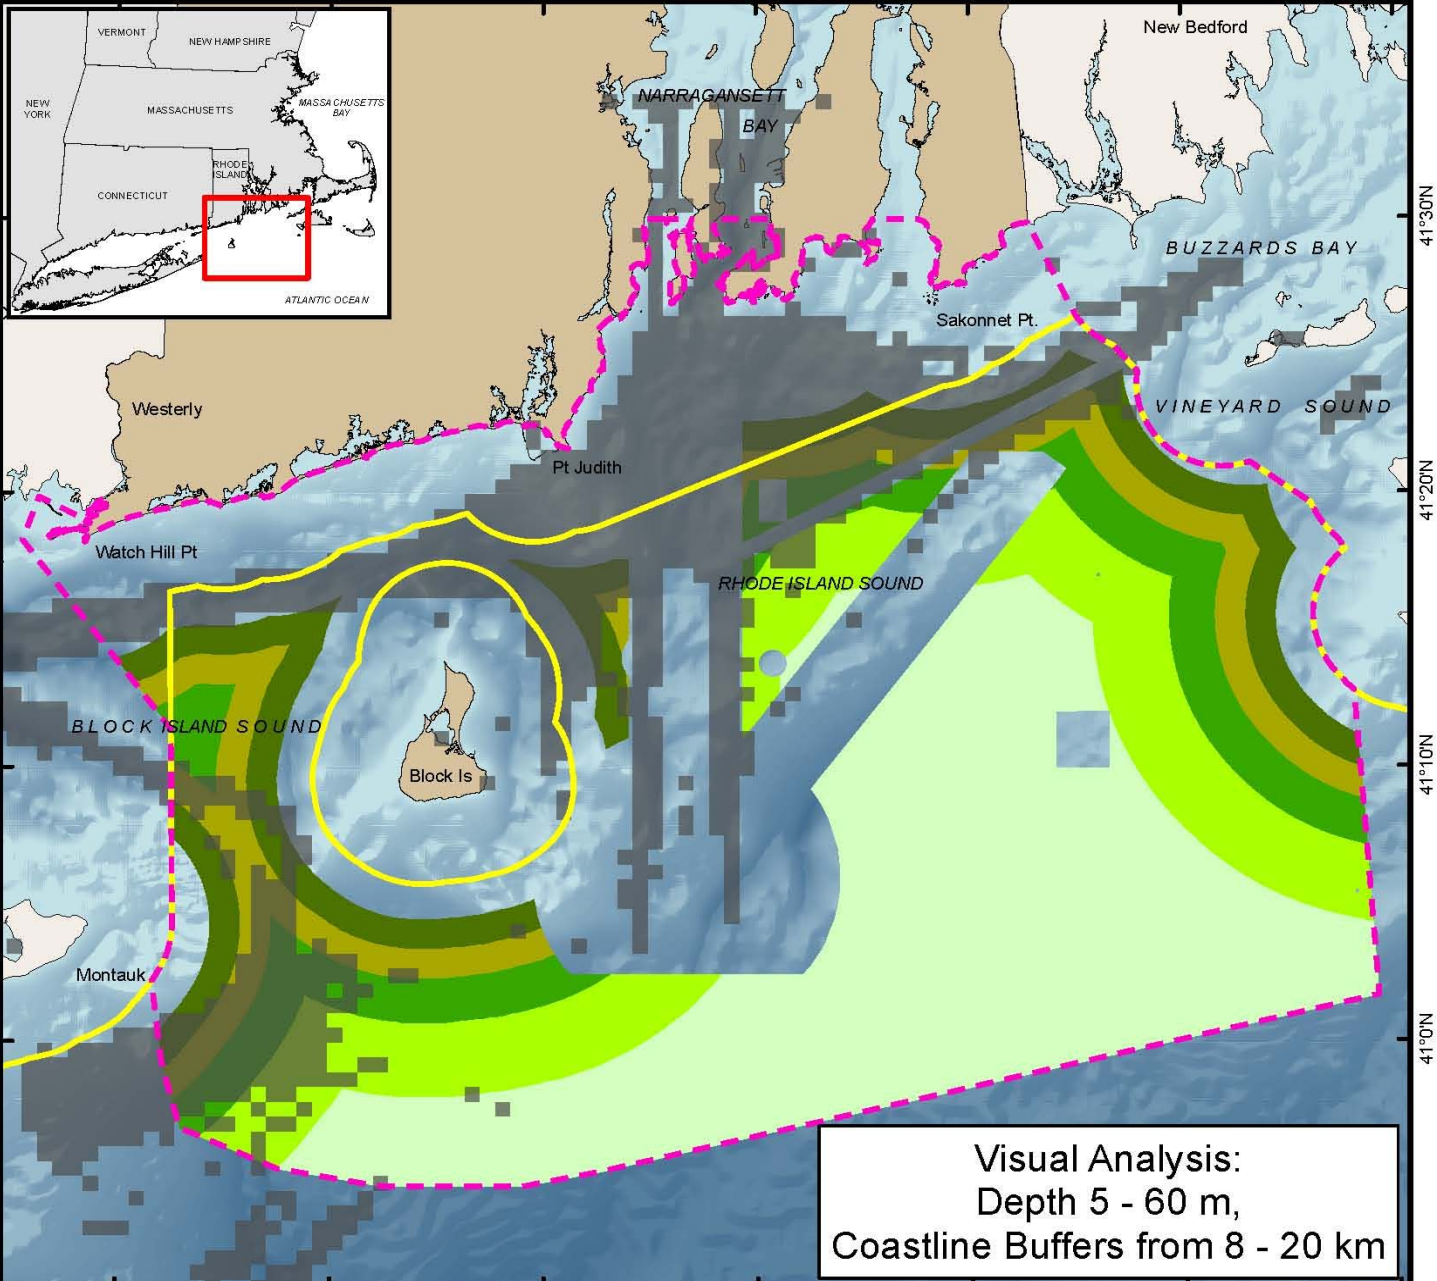 VERMONT
NEW HAMPSHIRE
NEW
YORK
MASSACHUSETTS
MASSACHUSETTS
BAY
RHODE
ISLAND
CONNECTICUT
ATLANTIC OCEAN
New Bedford
NARRAGANSETT
BAY
41°30'N
BUZZARDS BAY
Sakonnet Pt.
Westerly
VINEYARD SOUND
Pt Judith
41°20'N
Watch Hill Pt
RHODE ISLAND SOUND
BLOCK ISLAND SOUND
Block Is
41°10'N
Montauk
41°0'N
Visual Analysis:
Depth 5 - 60 m,
Coastline Buffers from 8 - 20 km